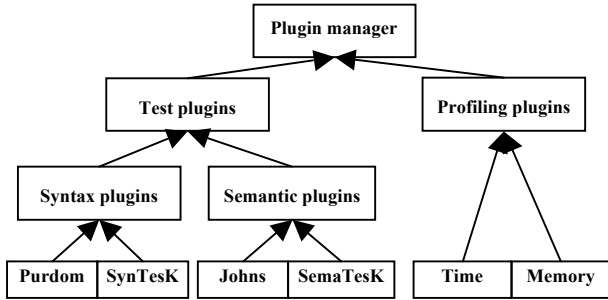 Plugin manager
Test plugins
Profiling plugins
Syntax plugins
Semantic plugins
Purdom
SynTesK
Johns
SemaTesK
Time
Memory